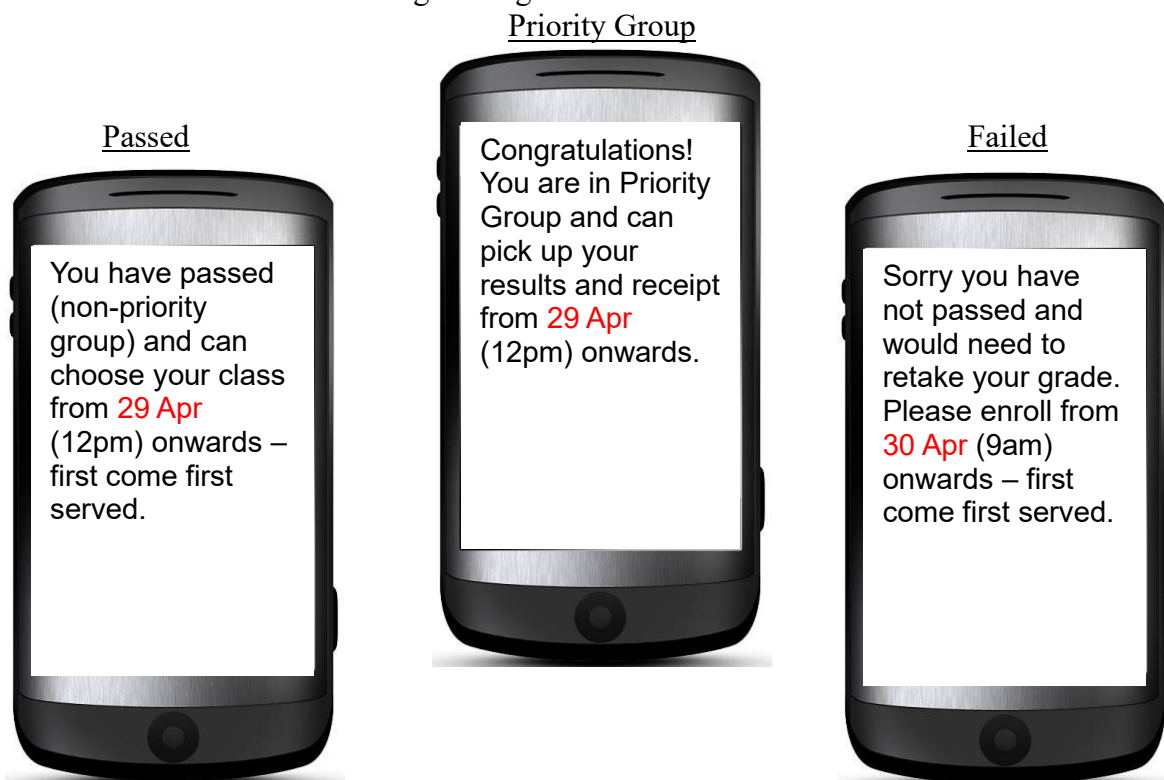 Priority Group
Passed
You have passed
(non-priority
group) and can
choose your class
from 29 Apr
(12pm) onwards –
first come first
served.
Congratulations!
You are in Priority
Group and can
pick up your
results and receipt
from 29 Apr
(12pm) onwards.
Failed
Sorry you have
not passed and
would need to
retake your grade.
Please enroll from
30 Apr (9am)
onwards – first
come first served.